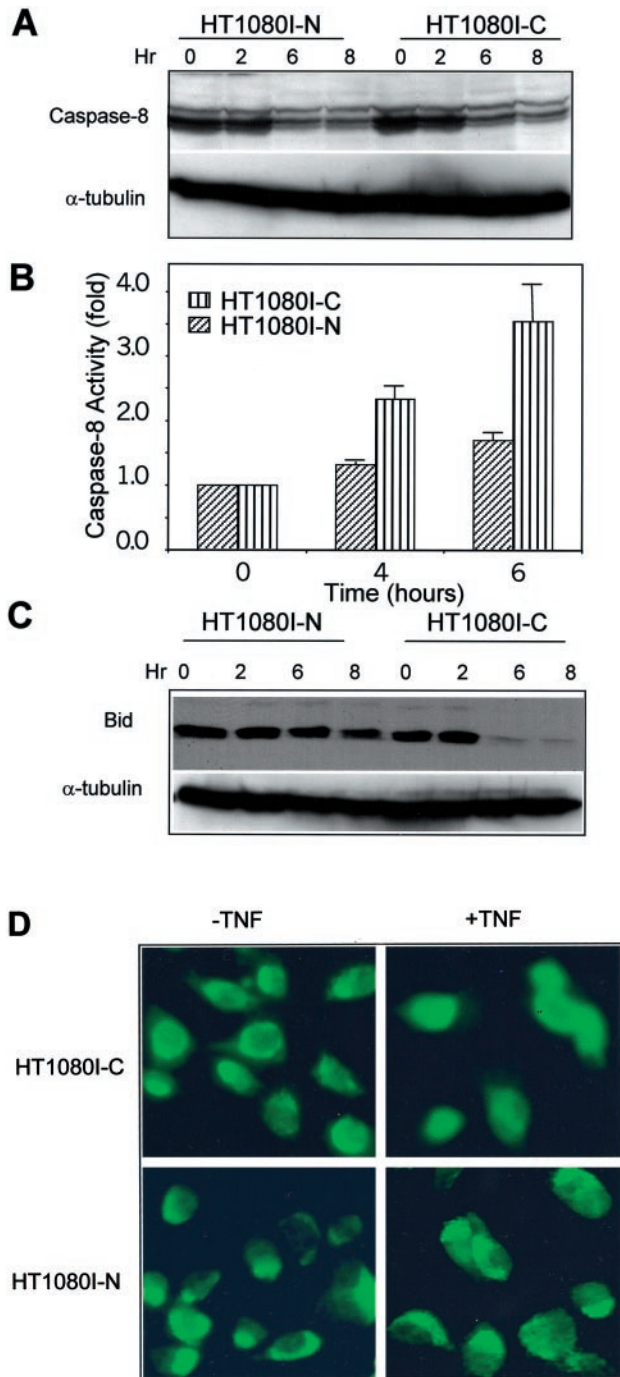 A
HT1080I-N HT1080I-C
Hr 0 2 6 8 0 2 6 8
Caspase-8
α-tubulin
B
Caspase-8 Activity (fold)
4.0
3.0
2.0
1.0
0.0
HT1080I-C
HT1080I-N
0 4 6
Time (hours)
C
HT1080I-N HT1080I-C
Hr 0 2 6 8 0 2 6 8
Bid
α-tubulin
D
-TNF +TNF
HT1080I-C
HT1080I-N